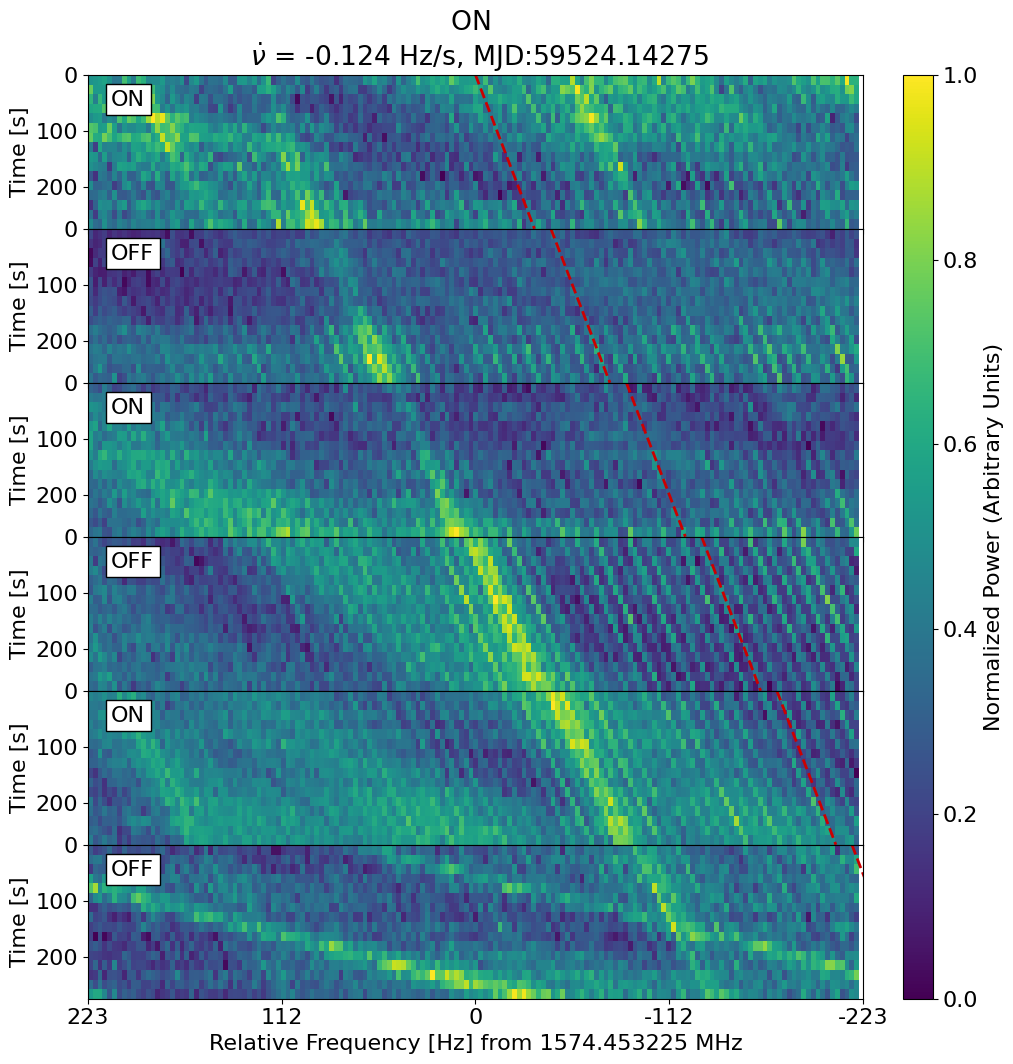 ON
ν̇ = -0.124 Hz/s, MJD:59524.14275
0
100
200
Time [s]
ON
0
100
200
Time [s]
OFF
0
100
200
Time [s]
ON
0
100
200
Time [s]
OFF
0
100
200
Time [s]
ON
0
100
200
Time [s]
OFF
223
112
0
-112
-223
Relative Frequency [Hz] from 1574.453225 MHz
1.0
0.8
0.6
0.4
0.2
0.0
Normalized Power (Arbitrary Units)